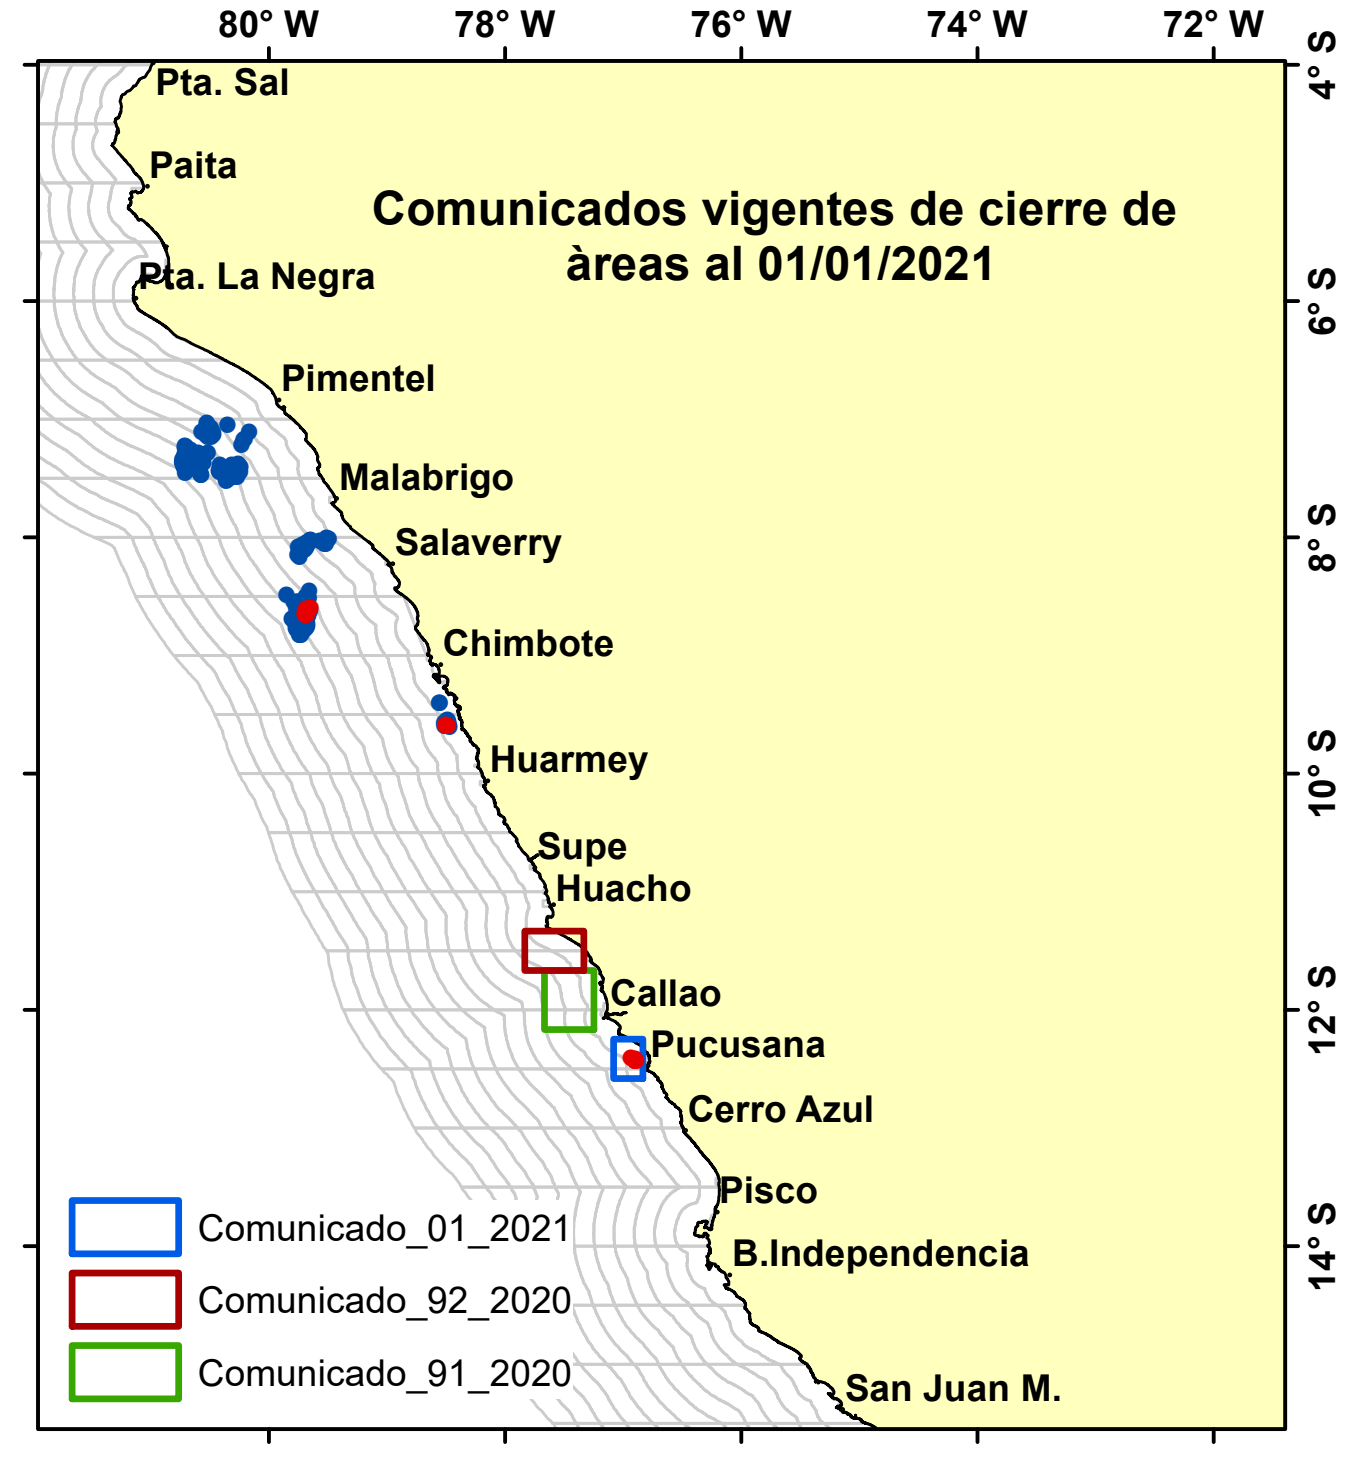 80° W 78° W 76° W 74° W 72° W
4° S
Pta. Sal
Paita
Comunicados vigentes de cierre de
àreas al 01/01/2021
Pta. La Negra
6° S
Pimentel
Malabrigo
Salaverry
8° S
Chimbote
Huarmey
10° S
Supe
Huacho
Callao
12° S
Pucusana
Cerro Azul
Pisco
B.Independencia
14° S
Comunicado_01_2021
Comunicado_92_2020
Comunicado_91_2020
San Juan M.